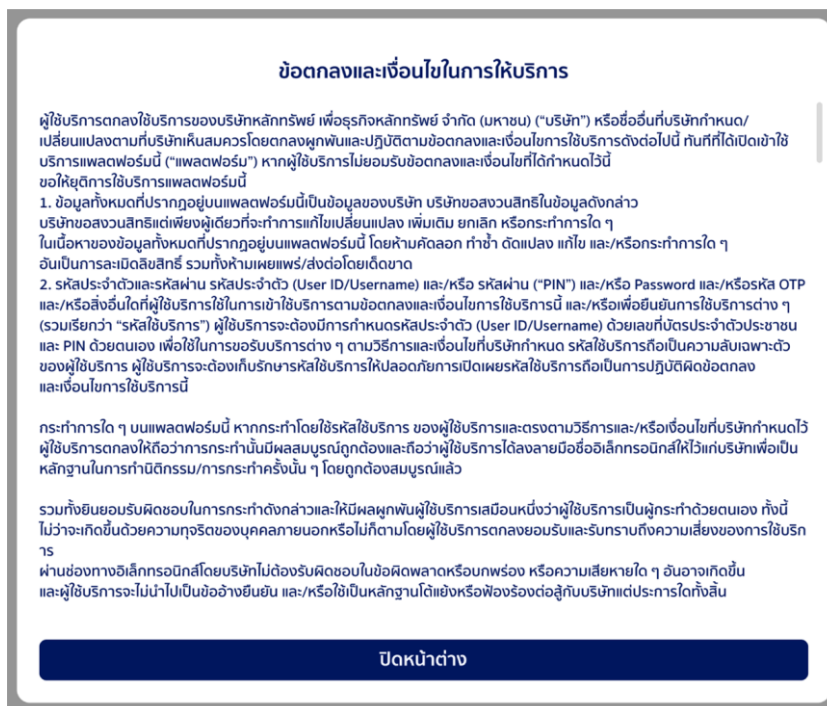 ข้อตกลงและเงื่อนไขในการให้บริการ
ผู้ใช้บริการตกลงใช้บริการของบริษัทหลักทรัพย์ เพื่อธุรกิจหลักทรัพย์ จำกัด (มหาชน) (“บริษัท”) หรือชื่ออื่นที่บริษัทกำหนด/
เปลี่ยนแปลงตามที่บริษัทเห็นสมควรโดยตกลงผูกพันและปฏิบัติตามข้อตกลงและเงื่อนไขการใช้บริการดังต่อไปนี้ ทันทีที่ได้เปิดเข้าใช้
บริการแพลตฟอร์มนี้ (“แพลตฟอร์ม”) หากผู้ใช้บริการไม่ยอมรับข้อตกลงและเงื่อนไขที่ได้กำหนดไว้นี้
ขอให้ยุติการใช้บริการแพลตฟอร์มนี้
1. ข้อมูลทั้งหมดที่ปรากฏอยู่บนแพลตฟอร์มนี้เป็นข้อมูลของบริษัท บริษัทขอสงวนสิทธิในข้อมูลดังกล่าว
บริษัทขอสงวนสิทธิแต่เพียงผู้เดียวที่จะทำการแก้ไขเปลี่ยนแปลง เพิ่มเติม ยกเลิก หรือกระทำการใด ๆ
ในเนื้อหาของข้อมูลทั้งหมดที่ปรากฏอยู่บนแพลตฟอร์มนี้ โดยห้ามคัดลอก ทำซ้ำ ดัดแปลง แก้ไข และ/หรือกระทำการใด ๆ
อันเป็นการละเมิดลิขสิทธิ์ รวมทั้งห้ามเผยแพร่/ส่งต่อโดยเด็ดขาด
2. รหัสประจำตัวและรหัสผ่าน รหัสประจำตัว (User ID/Username) และ/หรือ รหัสผ่าน (“PIN”) และ/หรือ Password และ/หรือรหัส OTP
และ/หรือสิ่งอื่นใดที่ผู้ใช้บริการใช้ในการเข้าใช้บริการตามข้อตกลงและเงื่อนไขการใช้บริการนี้ และ/หรือเพื่อยืนยันการใช้บริการต่าง ๆ
(รวมเรียกว่า “รหัสใช้บริการ”) ผู้ใช้บริการจะต้องมีการกำหนดรหัสประจำตัว (User ID/Username) ด้วยเลขที่บัตรประจำตัวประชาชน
และ PIN ด้วยตนเอง เพื่อใช้ในการขอรับบริการต่าง ๆ ตามวิธีการและเงื่อนไขที่บริษัทกำหนด รหัสใช้บริการถือเป็นความลับเฉพาะตัว
ของผู้ใช้บริการ ผู้ใช้บริการจะต้องเก็บรักษารหัสใช้บริการให้ปลอดภัยการเปิดเผยรหัสใช้บริการถือเป็นการปฏิบัติผิดข้อตกลง
และเงื่อนไขการใช้บริการนี้
กระทำการใด ๆ บนแพลตฟอร์มนี้ หากกระทำโดยใช้รหัสใช้บริการ ของผู้ใช้บริการและตรงตามวิธีการและ/หรือเงื่อนไขที่บริษัทกำหนดไว้
ผู้ใช้บริการตกลงให้ถือว่าการกระทำนั้นมีผลสมบูรณ์ถูกต้องและถือว่าผู้ใช้บริการได้ลงลายมือชื่ออิเล็กทรอนิกส์ให้ไว้แก่บริษัทเพื่อเป็น
หลักฐานในการทำนิติกรรม/การกระทำครั้งนั้น ๆ โดยถูกต้องสมบูรณ์แล้ว
รวมทั้งยินยอมรับผิดชอบในการกระทำดังกล่าวและให้มีผลผูกพันผู้ใช้บริการเสมือนหนึ่งว่าผู้ใช้บริการเป็นผู้กระทำด้วยตนเอง ทั้งนี้
ไม่ว่าจะเกิดขึ้นด้วยความทุจริตของบุคคลภายนอกหรือไม่ก็ตามโดยผู้ใช้บริการตกลงยอมรับและรับทราบถึงความเสี่ยงของการใช้บริก
าร
ผ่านช่องทางอิเล็กทรอนิกส์โดยบริษัทไม่ต้องรับผิดชอบในข้อผิดพลาดหรือบกพร่อง หรือความเสียหายใด ๆ อันอาจเกิดขึ้น
และผู้ใช้บริการจะไม่นำไปเป็นข้ออ้างยืนยัน และ/หรือใช้เป็นหลักฐานโต้แย้งหรือฟ้องร้องต่อสู้กับบริษัทแต่ประการใดทั้งสิ้น
ปิดหน้าต่าง